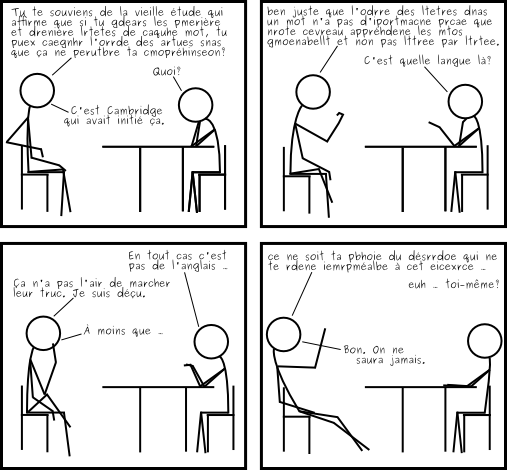 Tu te souviens de la vieille étude qui
affirme que si tu gdears les pmerière
et drenière lrtetes de caquhe mot, tu
puex caegnhr l'orrde des artues snas
que ça ne perutbre ta cmopréhinseon?
Quoi?
C'est Cambridge
qui avait initié ça.
ben juste que l'odrre des lteters dnas
un mot n'a pas d'iportmacne prcae que
nrote cevreau apprédnene les mtos
gmoenabellt et non pas lttree par ltrtee.
C'est quelle langue là?
En tout cas c'est
pas de l'anglais …
Ça n'a pas l'air de marcher
leur truc. Je suis déçu.
À moins que …
ce ne soit ta pbhoie du désrrdoe qui ne
te rdene iemrpméalbe à cet eicexrce …
euh … toi-même?
Bon. On ne
saura jamais.